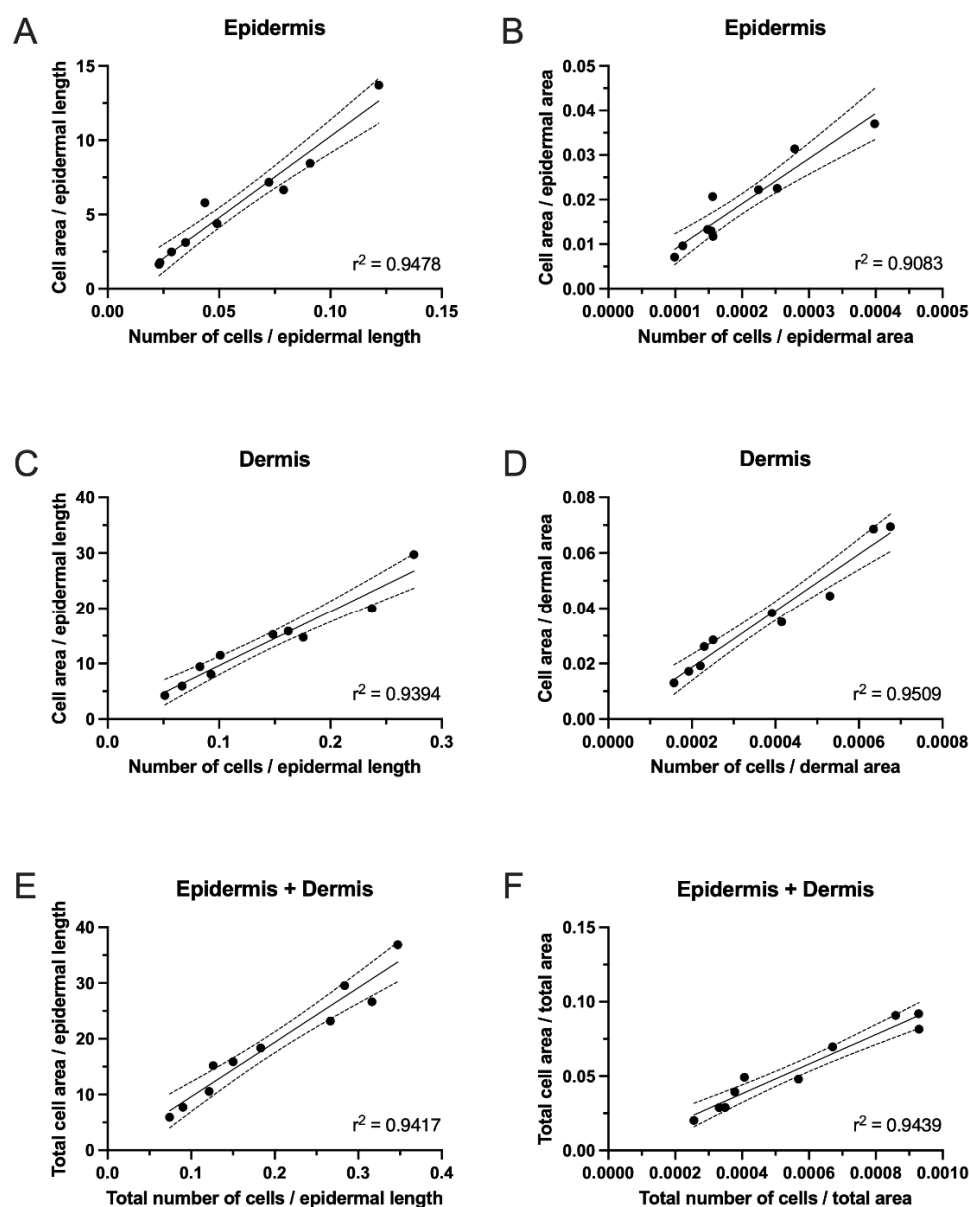 A
Epidermis
Cell area / epidermal length
15
10
5
0
0.00
0.05
0.10
0.15
r² = 0.9478
Number of cells / epidermal length
B
Epidermis
Cell area / epidermal area
0.05
0.04
0.03
0.02
0.01
0.00
0.0000
0.0001
0.0002
0.0003
0.0004
0.0005
r² = 0.9083
Number of cells / epidermal area
C
Dermis
Cell area / epidermal length
40
30
20
10
0
0.0
0.1
0.2
0.3
r² = 0.9394
Number of cells / epidermal length
D
Dermis
Cell area / dermal area
0.08
0.06
0.04
0.02
0.00
0.0000
0.0002
0.0004
0.0006
0.0008
r² = 0.9509
Number of cells / dermal area
E
Epidermis + Dermis
Total cell area / epidermal length
40
30
20
10
0
0.0
0.1
0.2
0.3
0.4
r² = 0.9417
Total number of cells / epidermal length
F
Epidermis + Dermis
Total cell area / total area
0.15
0.10
0.05
0.00
0.0000
0.0002
0.0004
0.0006
0.0008
0.0010
r² = 0.9439
Total number of cells / total area